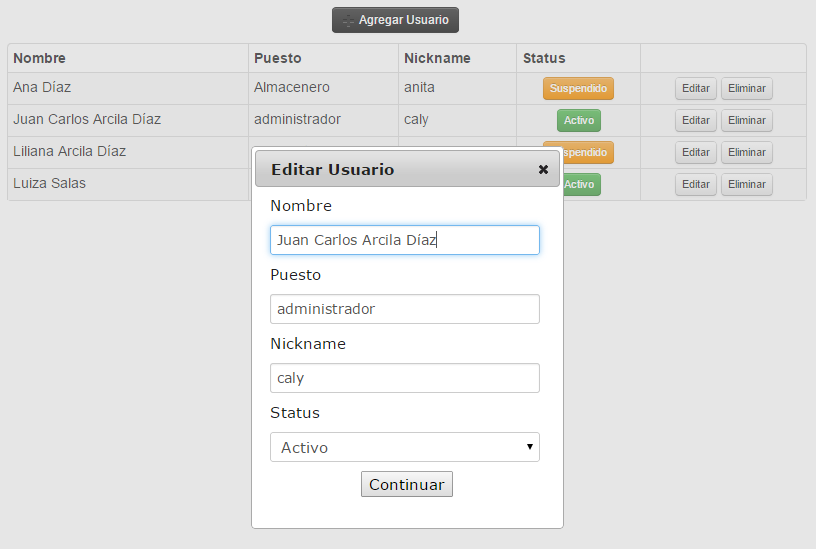 Agregar Usuario
Nombre Puesto Nickname Status
Ana Díaz Almacenero anita Suspendido Editar Eliminar
Juan Carlos Arcila Díaz administrador caly Activo Editar Eliminar
Liliana Arcila Díaz Editar Eliminar
Luiza Salas Activo Editar Eliminar
Editar Usuario
Nombre
Juan Carlos Arcila Díaz
Puesto
administrador
Nickname
caly
Status
Activo
Continuar